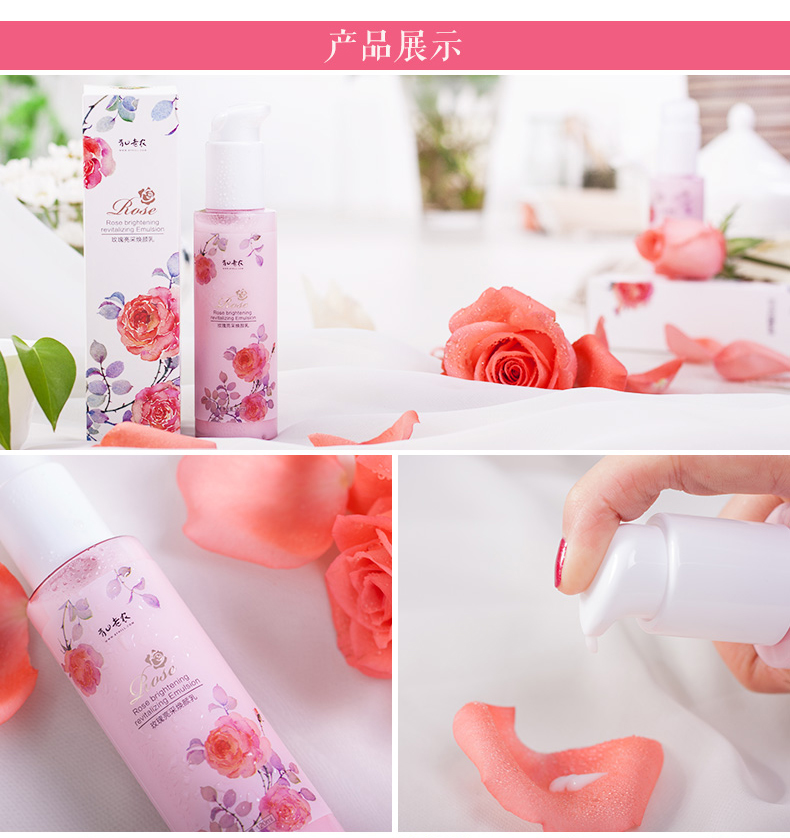 产品展示
Rose
Rose brightening
revitalizing Emulsion
玫瑰亮采焕颜乳
Rose
Rose brightening
revitalizing Emulsion
玫瑰亮采焕颜乳
Rose
Rose brightening
revitalizing Emulsion
玫瑰亮采焕颜乳